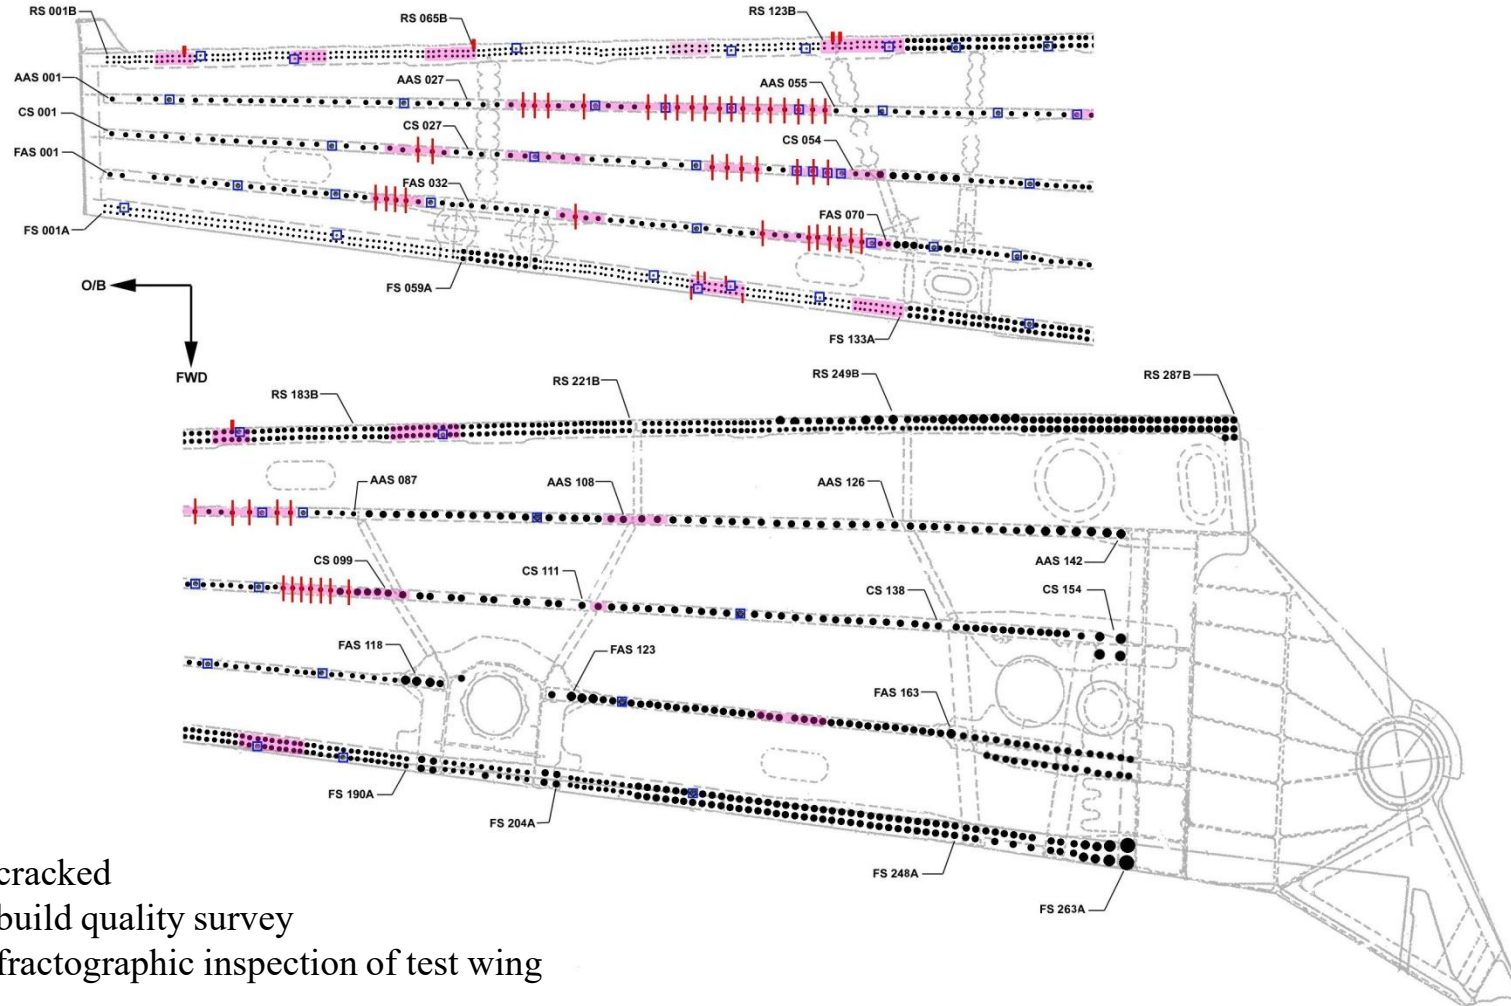 RS 001B
RS 065B
RS 123B
AAS 001
AAS 027
AAS 055
CS 001
CS 027
CS 054
FAS 001
FAS 032
FAS 070
FS 001A
FS 059A
FS 133A
O/B
FWD
RS 183B
RS 221B
RS 249B
RS 287B
AAS 087
AAS 108
AAS 126
AAS 142
CS 099
CS 111
CS 138
CS 154
FAS 118
FAS 123
FAS 163
FS 190A
FS 204A
FS 248A
FS 263A
cracked
build quality survey
fractographic inspection of test wing